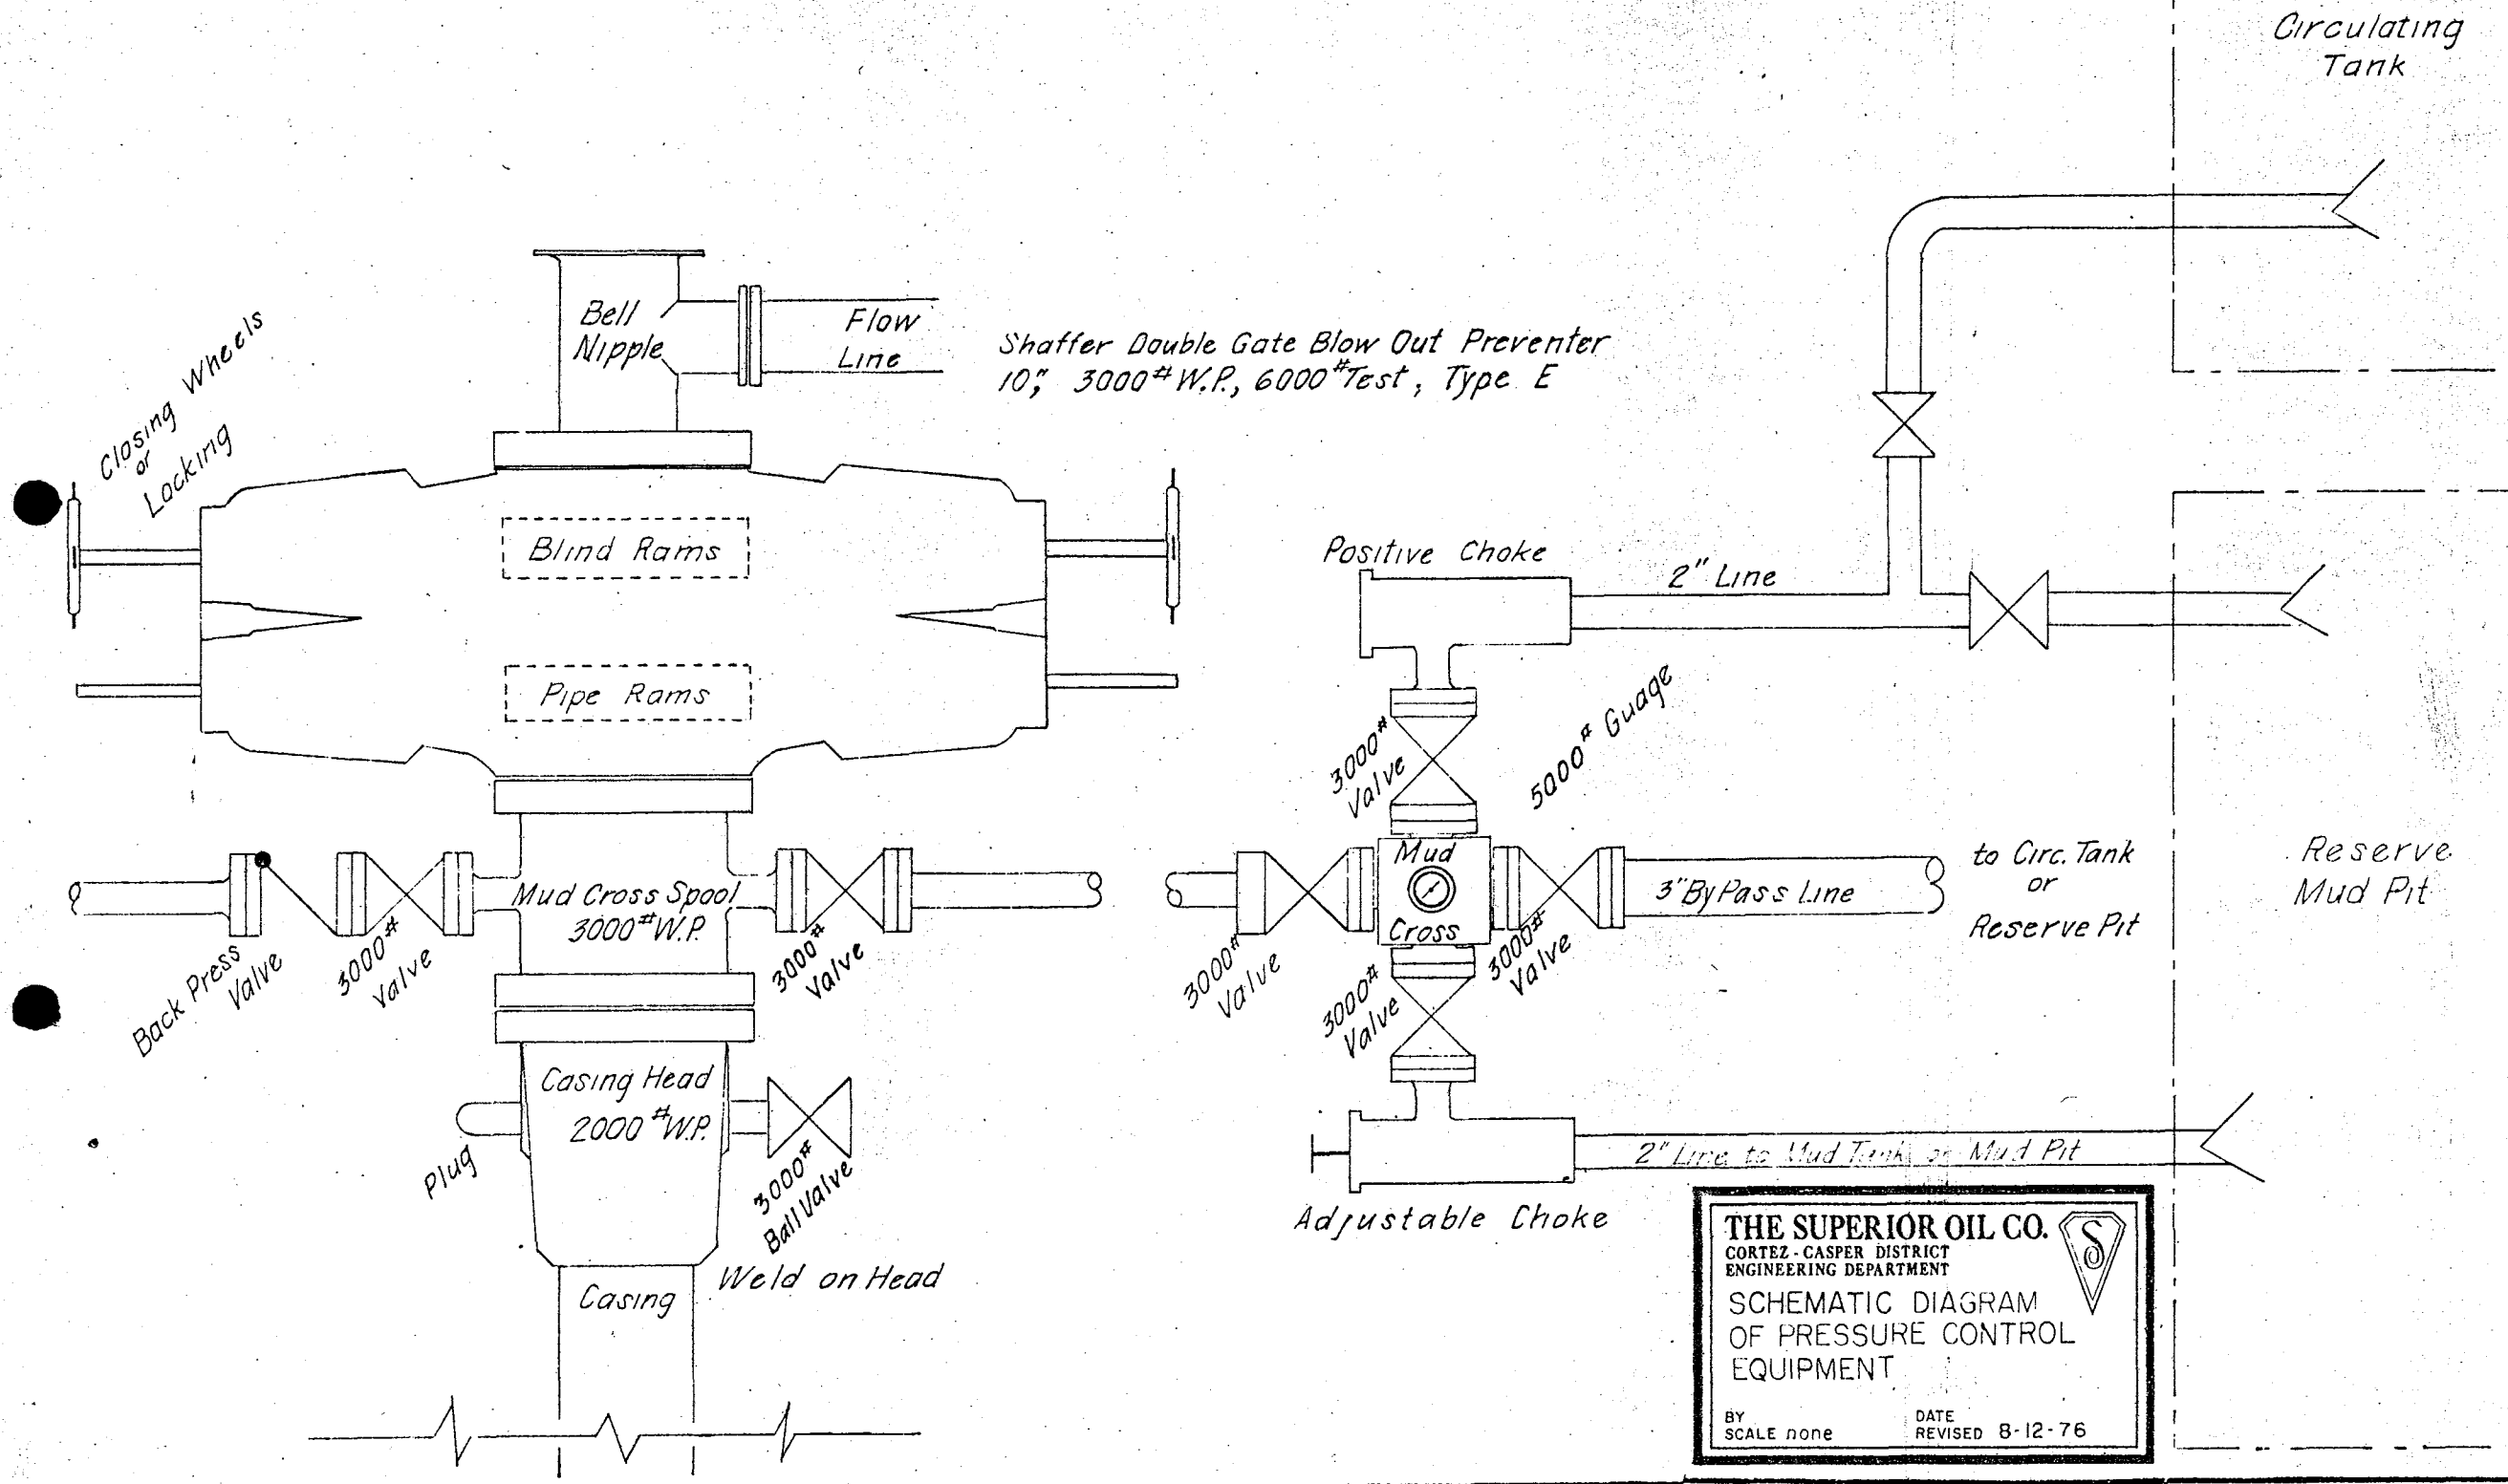 Circulating
Tank
Bell
Nipple
Flow
Line
Shaffer Double Gate Blow Out Preventer
10", 3000# W.P., 6000# Test, Type E
Closing Wheels
or
Locking
Blind Rams
Pipe Rams
Positive Choke
2" Line
3000#
Valve
5000# Guage
Mud Cross Spool
3000# W.P.
Back Press
Valve
3000#
Valve
3000#
Valve
Mud
Cross
3000#
Valve
3000#
Valve
3000#
Valve
3" By Pass Line
to Circ. Tank
or
Reserve Pit
Reserve
Mud Pit
Casing Head
2000# W.P.
Plug
3000#
Ball Valve
Weld on Head
Casing
2" Line to Mud Tank or Mud Pit
Adjustable Choke
THE SUPERIOR OIL CO.
CORTEZ - CASPER DISTRICT
ENGINEERING DEPARTMENT
S
SCHEMATIC DIAGRAM
OF PRESSURE CONTROL
EQUIPMENT
BY
SCALE none
DATE
REVISED 8-12-76